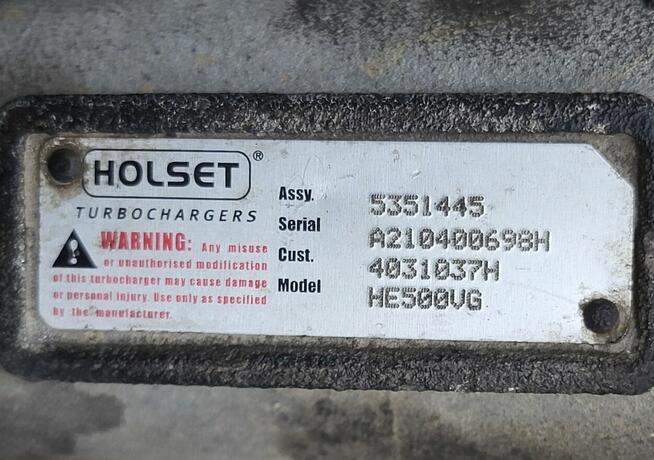 HOLSET®
TURBOCHARGERS
WARNING: Any misuse
or unauthorised modification
of this turbocharger may cause damage
or personal injury. Use only as specified
by the manufacturer.
Assy. 5351445
Serial A210400698H
Cust. 4031037H
Model HE500VG